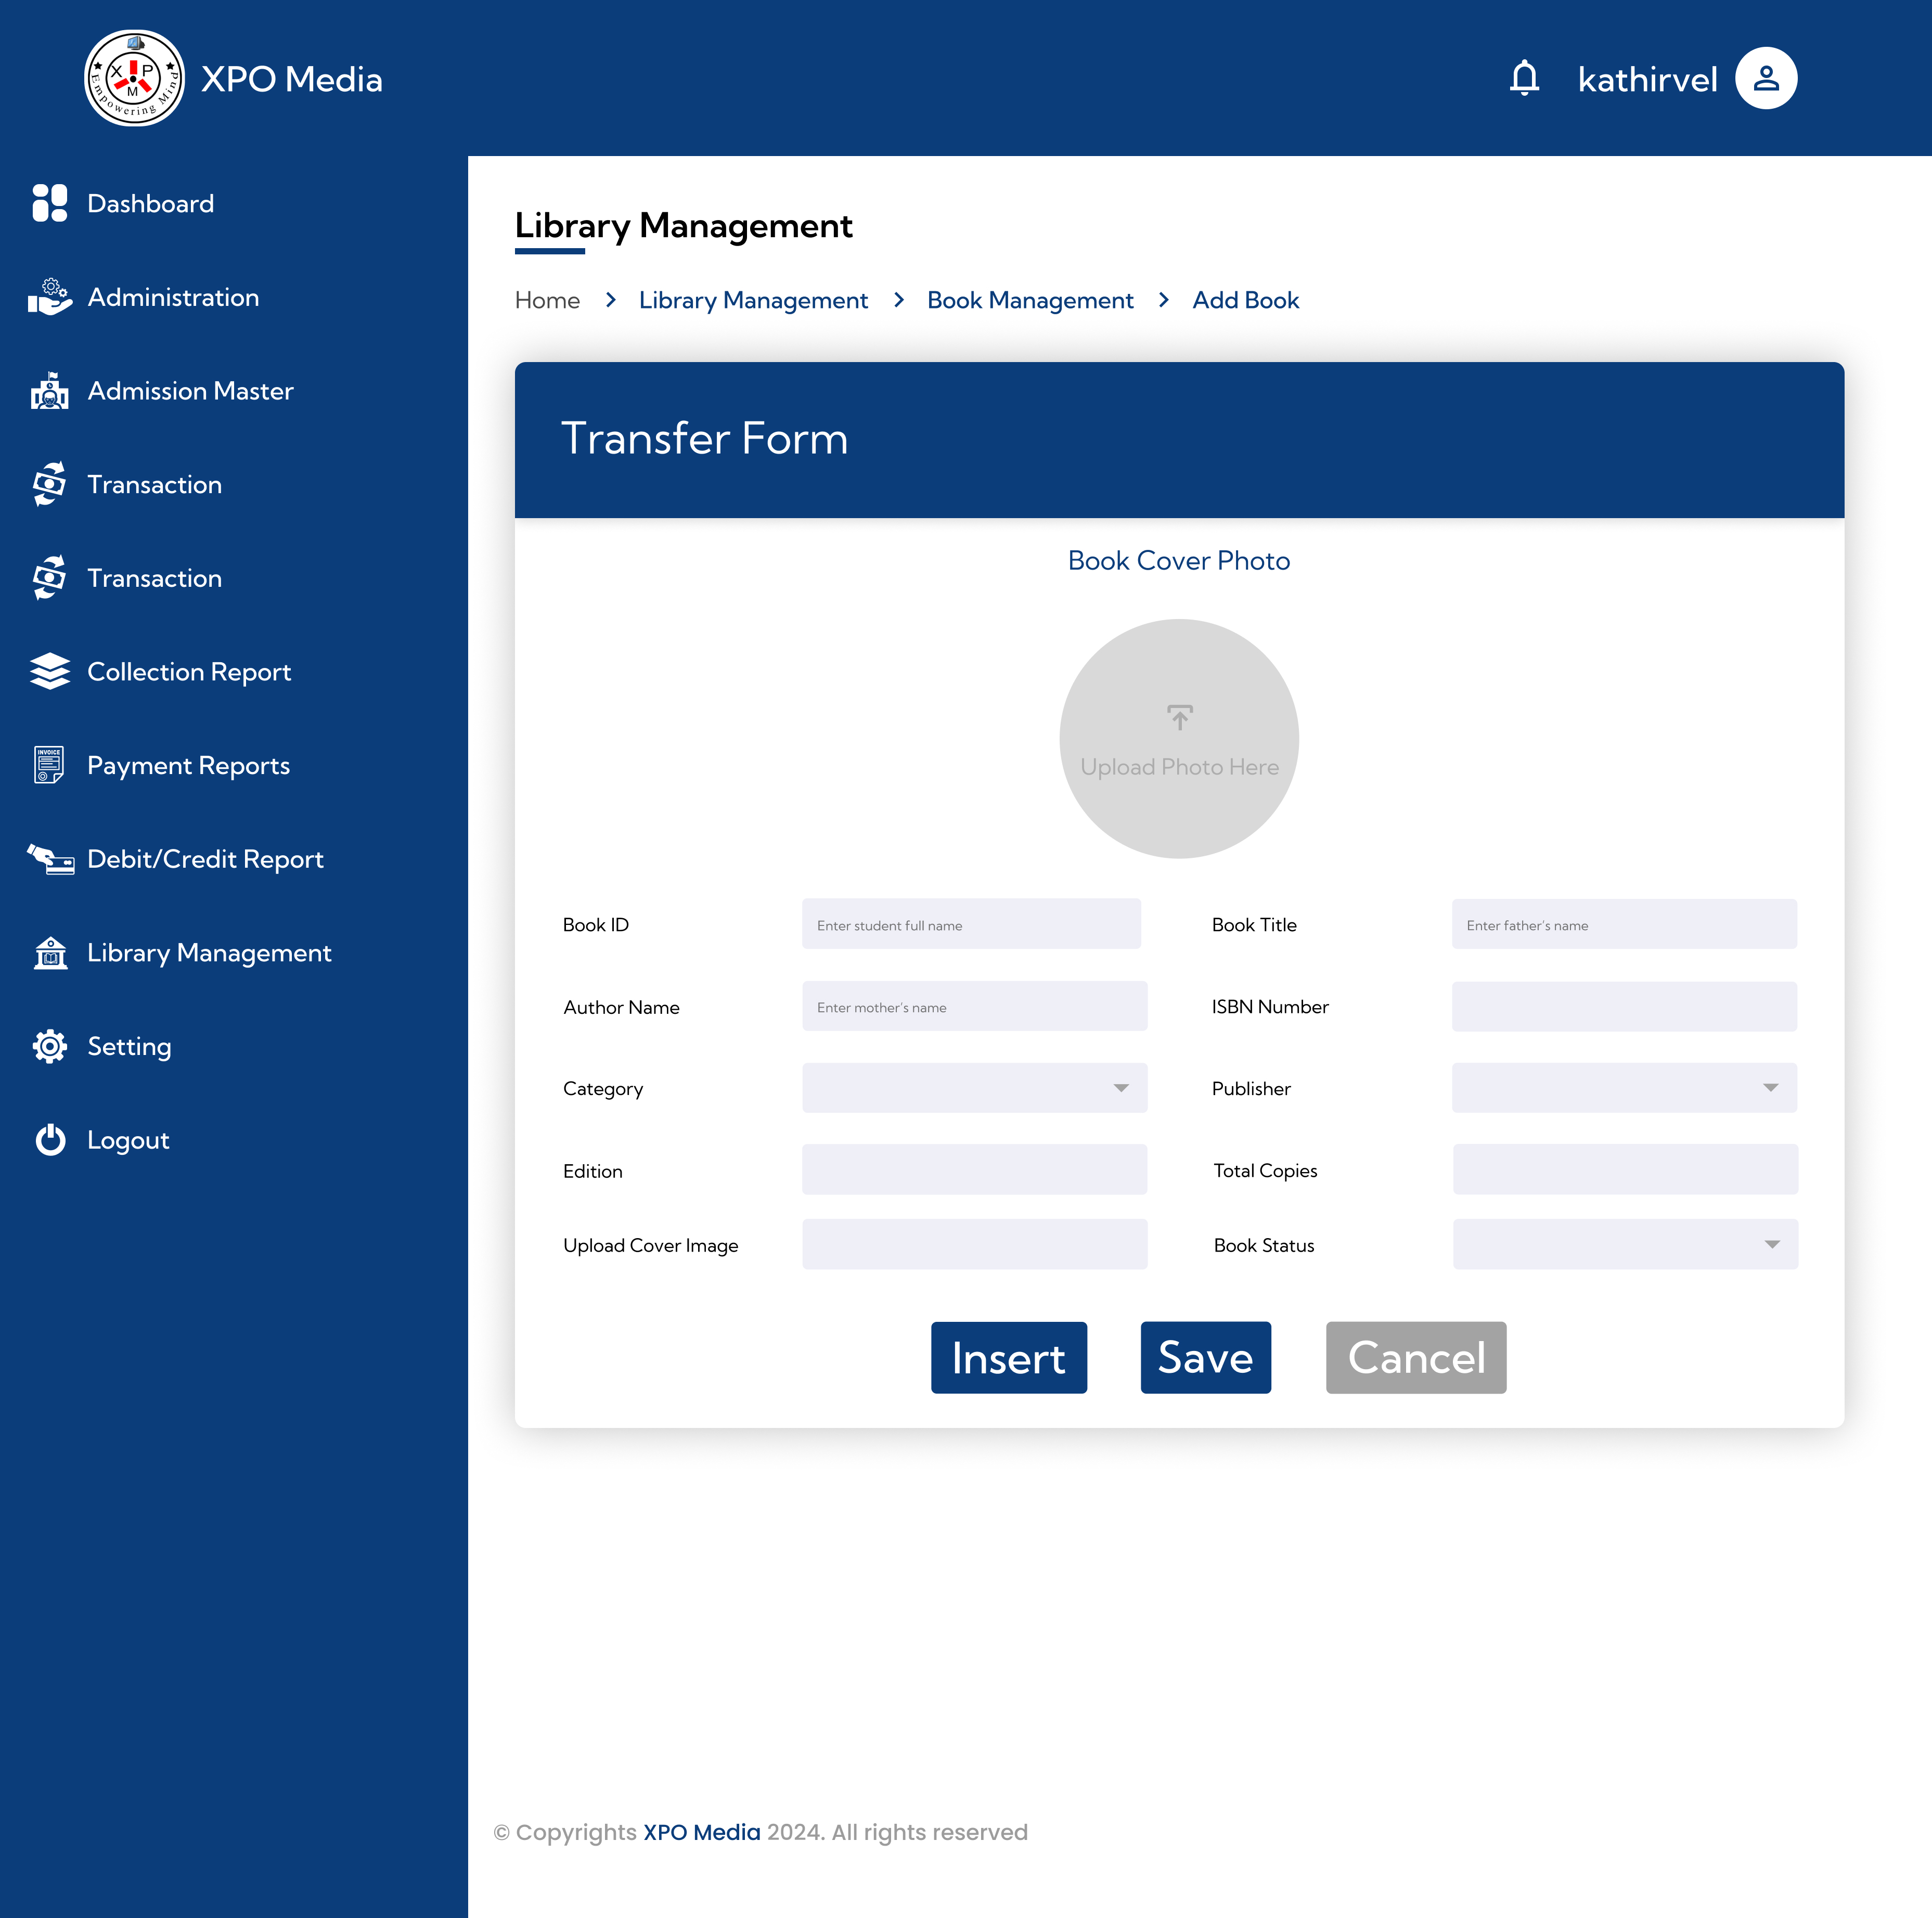 X P M
Empowering Mind
XPO Media
kathirvel
Dashboard
Administration
Admission Master
Transaction
Transaction
Collection Report
INVOICE
Payment Reports
Debit/Credit Report
Library Management
Setting
Logout
Library Management
Home > Library Management > Book Management > Add Book
Transfer Form
Book Cover Photo
Upload Photo Here
Book ID Enter student full name Book Title Enter father's name
Author Name Enter mother's name ISBN Number
Category Publisher
Edition Total Copies
Upload Cover Image Book Status
Insert Save Cancel
© Copyrights XPO Media 2024. All rights reserved